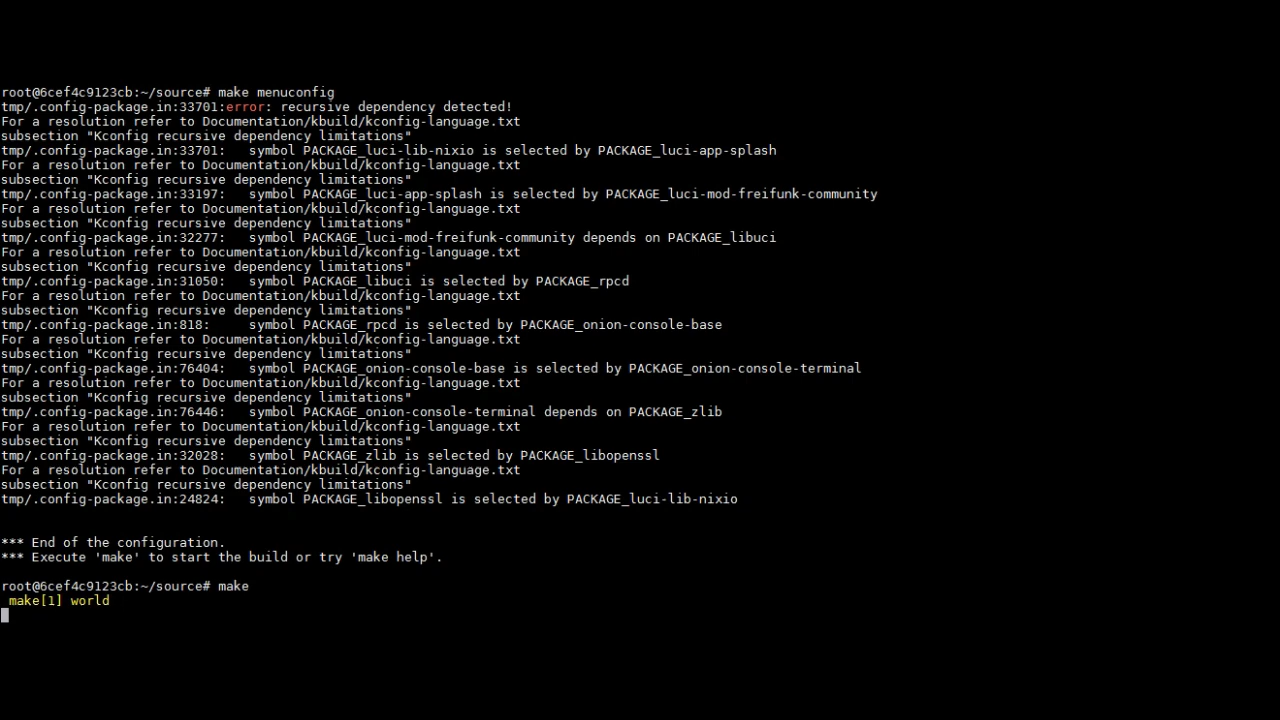 root@6cef4c9123cb:~/source# make menuconfig
tmp/.config-package.in:33701:error: recursive dependency detected!
For a resolution refer to Documentation/kbuild/kconfig-language.txt
subsection "Kconfig recursive dependency limitations"
tmp/.config-package.in:33701:   symbol PACKAGE_luci-lib-nixio is selected by PACKAGE_luci-app-splash
For a resolution refer to Documentation/kbuild/kconfig-language.txt
subsection "Kconfig recursive dependency limitations"
tmp/.config-package.in:33197:   symbol PACKAGE_luci-app-splash is selected by PACKAGE_luci-mod-freifunk-community
For a resolution refer to Documentation/kbuild/kconfig-language.txt
subsection "Kconfig recursive dependency limitations"
tmp/.config-package.in:32277:   symbol PACKAGE_luci-mod-freifunk-community depends on PACKAGE_libuci
For a resolution refer to Documentation/kbuild/kconfig-language.txt
subsection "Kconfig recursive dependency limitations"
tmp/.config-package.in:31050:   symbol PACKAGE_libuci is selected by PACKAGE_rpcd
For a resolution refer to Documentation/kbuild/kconfig-language.txt
subsection "Kconfig recursive dependency limitations"
tmp/.config-package.in:818:     symbol PACKAGE_rpcd is selected by PACKAGE_onion-console-base
For a resolution refer to Documentation/kbuild/kconfig-language.txt
subsection "Kconfig recursive dependency limitations"
tmp/.config-package.in:76404:   symbol PACKAGE_onion-console-base is selected by PACKAGE_onion-console-terminal
For a resolution refer to Documentation/kbuild/kconfig-language.txt
subsection "Kconfig recursive dependency limitations"
tmp/.config-package.in:76446:   symbol PACKAGE_onion-console-terminal depends on PACKAGE_zlib
For a resolution refer to Documentation/kbuild/kconfig-language.txt
subsection "Kconfig recursive dependency limitations"
tmp/.config-package.in:32028:   symbol PACKAGE_zlib is selected by PACKAGE_libopenssl
For a resolution refer to Documentation/kbuild/kconfig-language.txt
subsection "Kconfig recursive dependency limitations"
tmp/.config-package.in:24824:   symbol PACKAGE_libopenssl is selected by PACKAGE_luci-lib-nixio
*** End of the configuration.
*** Execute 'make' to start the build or try 'make help'.
root@6cef4c9123cb:~/source# make
make[1] world